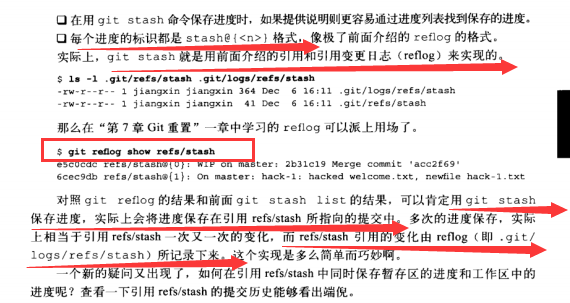 ❑ 在用 git stash 命令保存进度时，如果提供说明则更容易通过进度列表找到保存的进度。
❑ 每个进度的标识都是 stash@{<n>} 格式，像极了前面介绍的 reflog 的格式。
实际上，git stash 就是用前面介绍的引用和引用变更日志（reflog）来实现的。
$ ls -l .git/refs/stash .git/logs/refs/stash
-rw-r--r-- 1 jiangxin jiangxin 364 Dec  6 16:11 .git/logs/refs/stash
-rw-r--r-- 1 jiangxin jiangxin  41 Dec  6 16:11 .git/refs/stash
那么在“第 7 章 Git 重置”一章中学习的 reflog 可以派上用场了。
$ git reflog show refs/stash
e5c0cdc refs/stash@{0}: WIP on master: 2b31c19 Merge commit 'acc2f69'
6cec9db refs/stash@{1}: On master: hack-1: hacked welcome.txt, newfile hack-1.txt
对照 git reflog 的结果和前面 git stash list 的结果，可以肯定用 git stash
保存进度，实际上会将进度保存在引用 refs/stash 所指向的提交中。多次的进度保存，实际
上相当于引用 refs/stash 一次又一次的变化，而 refs/stash 引用的变化由 reflog（即 .git/
logs/refs/stash）所记录下来。这个实现是多么简单而巧妙啊。
一个新的疑问又出现了，如何在引用 refs/stash 中同时保存暂存区的进度和工作区中的
进度呢？查看一下引用 refs/stash 的提交历史能够看出端倪。